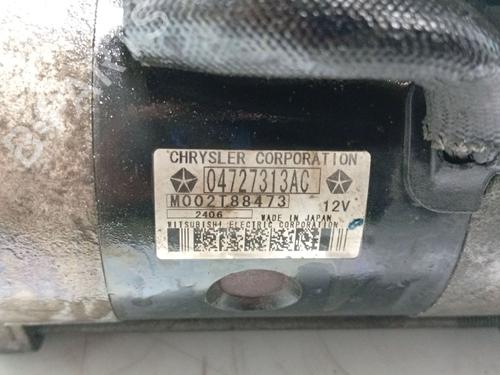 CHRYSLER CORPORATION
04727313AC
M002T88473 12V
2406 MADE IN JAPAN
MITSUBISHI ELECTRIC CORPORATION